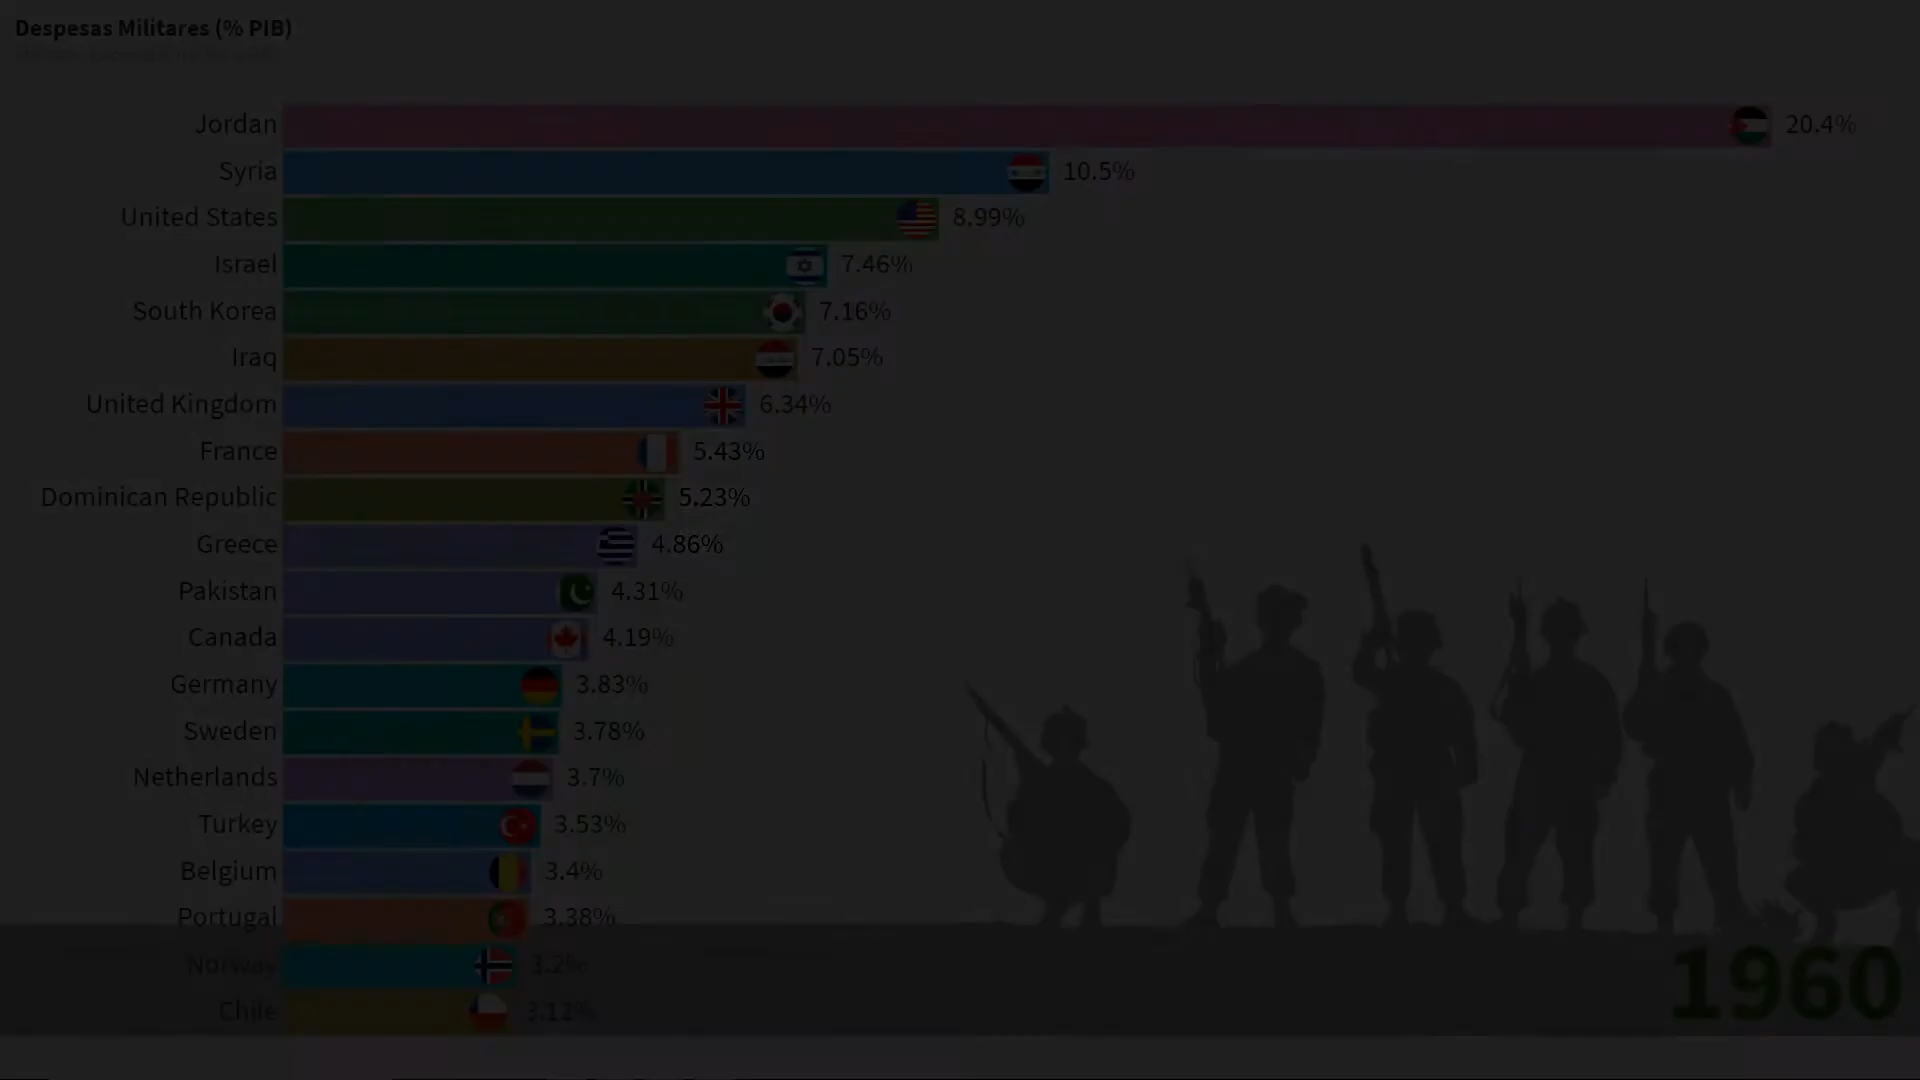 Despesas Militares (% PIB)
Jordan 20.4%
Syria 10.5%
United States 8.99%
Israel 7.46%
South Korea 7.16%
Iraq 7.05%
United Kingdom 6.34%
France 5.43%
Dominican Republic 5.23%
Greece 4.86%
Pakistan 4.31%
Canada 4.19%
Germany 3.83%
Sweden 3.78%
Netherlands 3.7%
Turkey 3.53%
Belgium 3.4%
Portugal 3.38%
Norway 3.2%
Chile 3.12%
1960